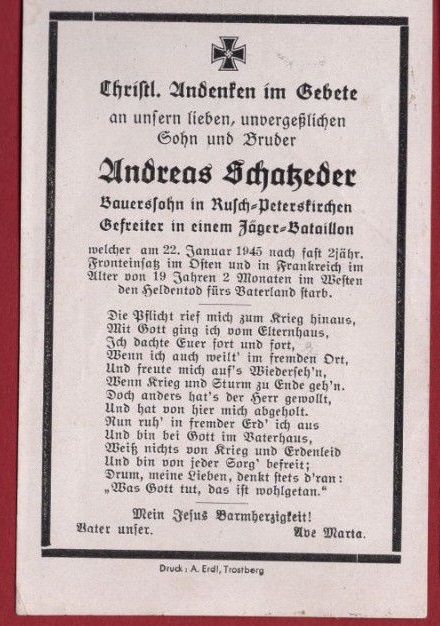 Christl. Andenken im Gebete
an unsern lieben, unvergeßlichen
Sohn und Bruder
Andreas Schatzeder
Bauerssohn in Rusch-Peterskirchen
Gefreiter in einem Jäger-Bataillon
welcher am 22. Januar 1945 nach fast 2jähr.
Fronteinsatz im Osten und in Frankreich im
Alter von 19 Jahren 2 Monaten im Westen
den Heldentod fürs Vaterland starb.
Die Pflicht rief mich zum Krieg hinaus,
Mit Gott ging ich vom Elternhaus,
Ich dachte Euer fort und fort,
Wenn ich auch weilt' im fremden Ort,
Und freute mich auf's Wiederseh'n,
Wenn Krieg und Sturm zu Ende geh'n.
Doch anders hat's der Herr gewollt,
Und hat von hier mich abgeholt.
Nun ruh' in fremder Erd' ich aus
Und bin bei Gott im Vaterhaus,
Weiß nichts von Krieg und Erdenleid
Und bin von jeder Sorg' befreit;
Drum, meine Lieben, denkt stets d'ran:
„Was Gott tut, das ist wohlgetan."
Mein Jesus Barmherzigkeit!
Vater unser. Ave Maria.
Druck: A. Erdl, Trostberg